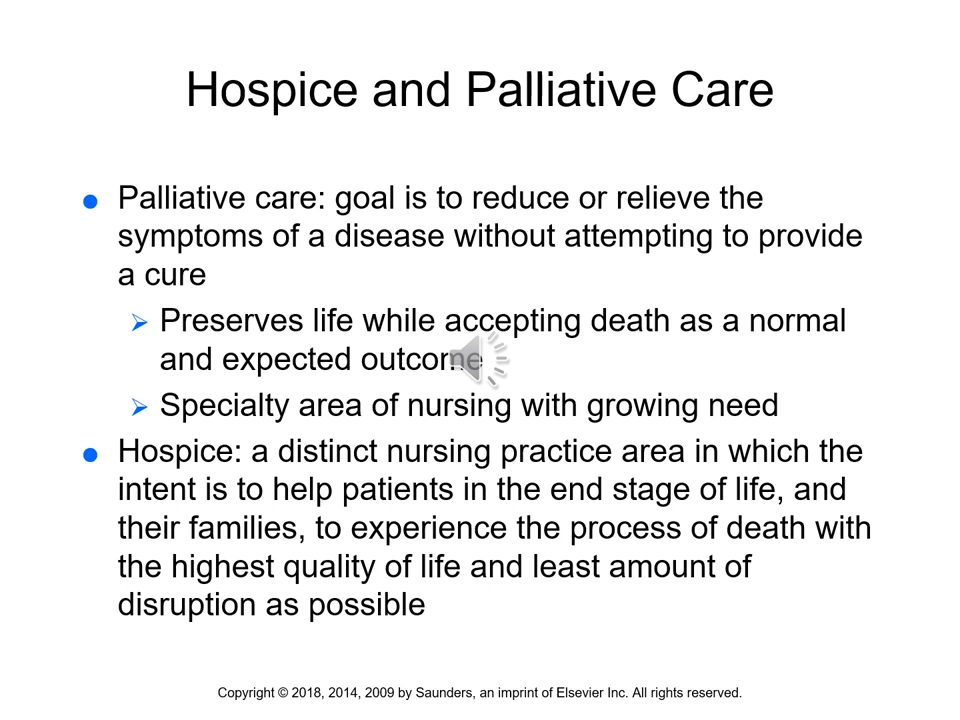 Hospice and Palliative Care
Palliative care: goal is to reduce or relieve the
symptoms of a disease without attempting to provide
a cure
Preserves life while accepting death as a normal
and expected outcome
Specialty area of nursing with growing need
Hospice: a distinct nursing practice area in which the
intent is to help patients in the end stage of life, and
their families, to experience the process of death with
the highest quality of life and least amount of
disruption as possible
Copyright © 2018, 2014, 2009 by Saunders, an imprint of Elsevier Inc. All rights reserved.